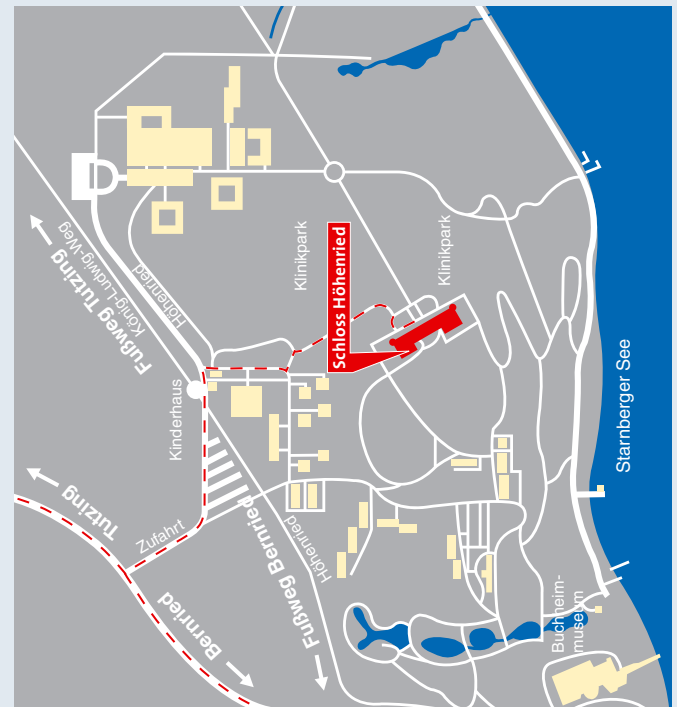 Fußweg Tutzing
König-Ludwig-Weg
Höhenried
Klinikpark
Schloss Höhenried
Klinikpark
Kinderhaus
Starnberger See
Tutzing
Zufahrt
Bernried
Höhenried
Fußweg Bernried
Buchheim-
museum